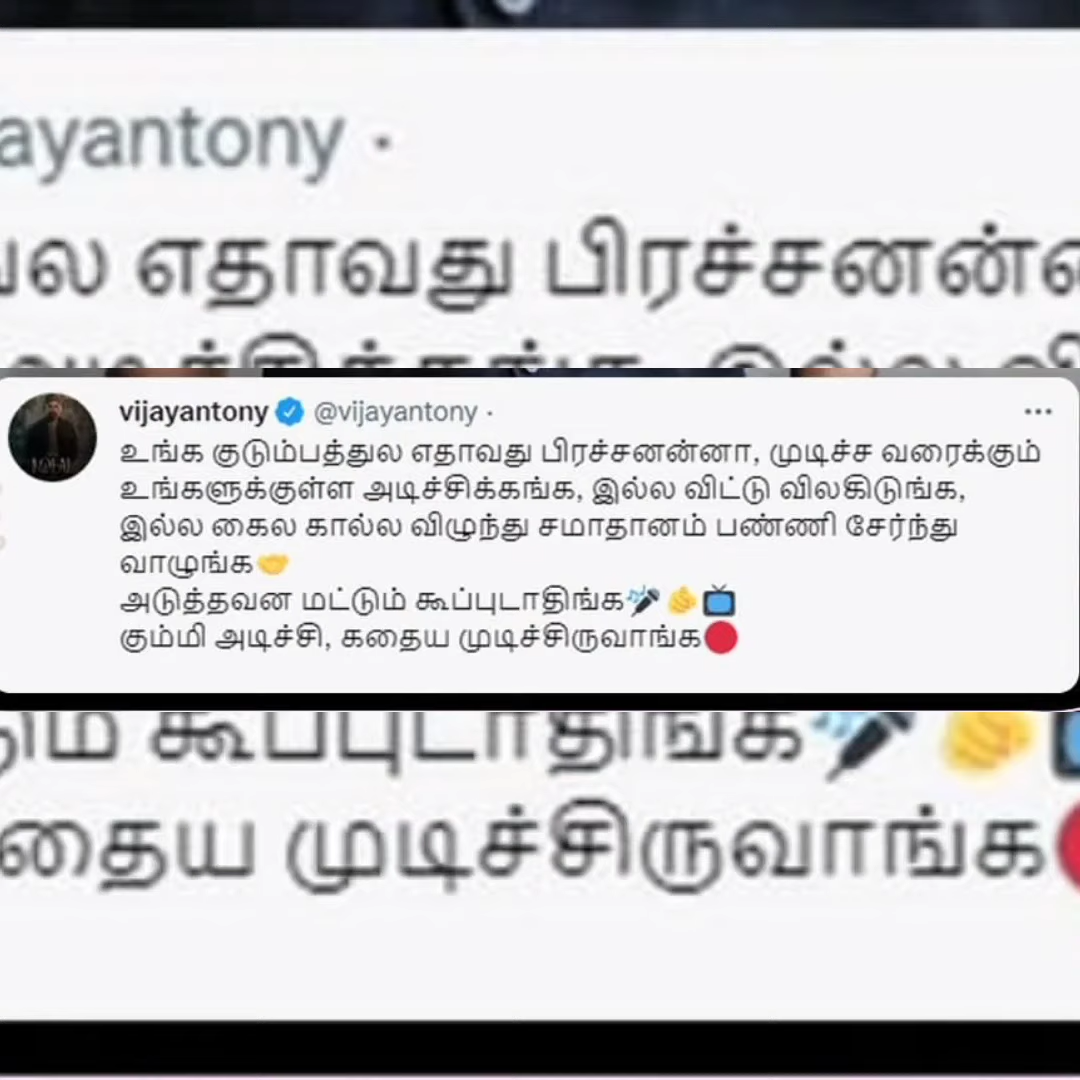 ayantony ·
ல எதாவது பிரச்சனன்
vijayantony @vijayantony ·
உங்க குடும்பத்துல எதாவது பிரச்சனன்னா, முடிச்ச வரைக்கும்
உங்களுக்குள்ள அடிச்சிக்கங்க, இல்ல விட்டு விலகிடுங்க,
இல்ல கைல கால்ல விழுந்து சமாதானம் பண்ணி சேர்ந்து
வாழுங்க🤝
அடுத்தவன மட்டும் கூப்புடாதிங்க🎤🫵📺
கும்மி அடிச்சி, கதைய முடிச்சிருவாங்க🔴
கூப்புடாதிங்க🎤🫵
தைய முடிச்சிருவாங்க